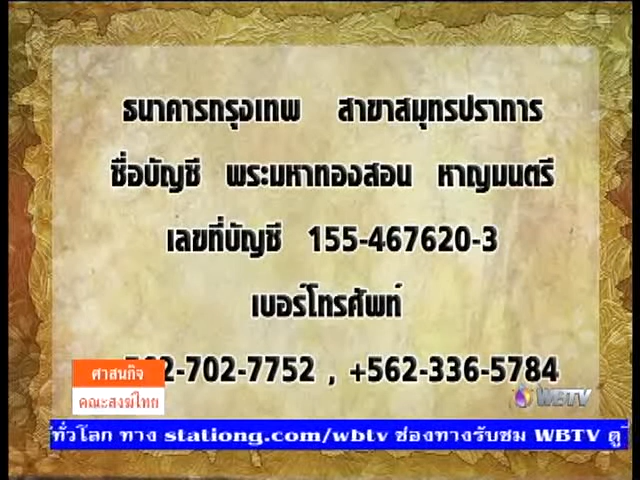 ธนาคารกรุงเทพ สาขาสมุทรปราการ
ชื่อบัญชี พระมหาทองสอน หาญมนตรี
เลขที่บัญชี 155-467620-3
เบอร์โทรศัพท์
2-702-7752 , +562-336-5784
ศาสนกิจ
คณะสงฆ์ไทย
WBTV
ทั่วโลก ทาง stationg.com/wbtv ช่องทางรับชม WBTV ดู